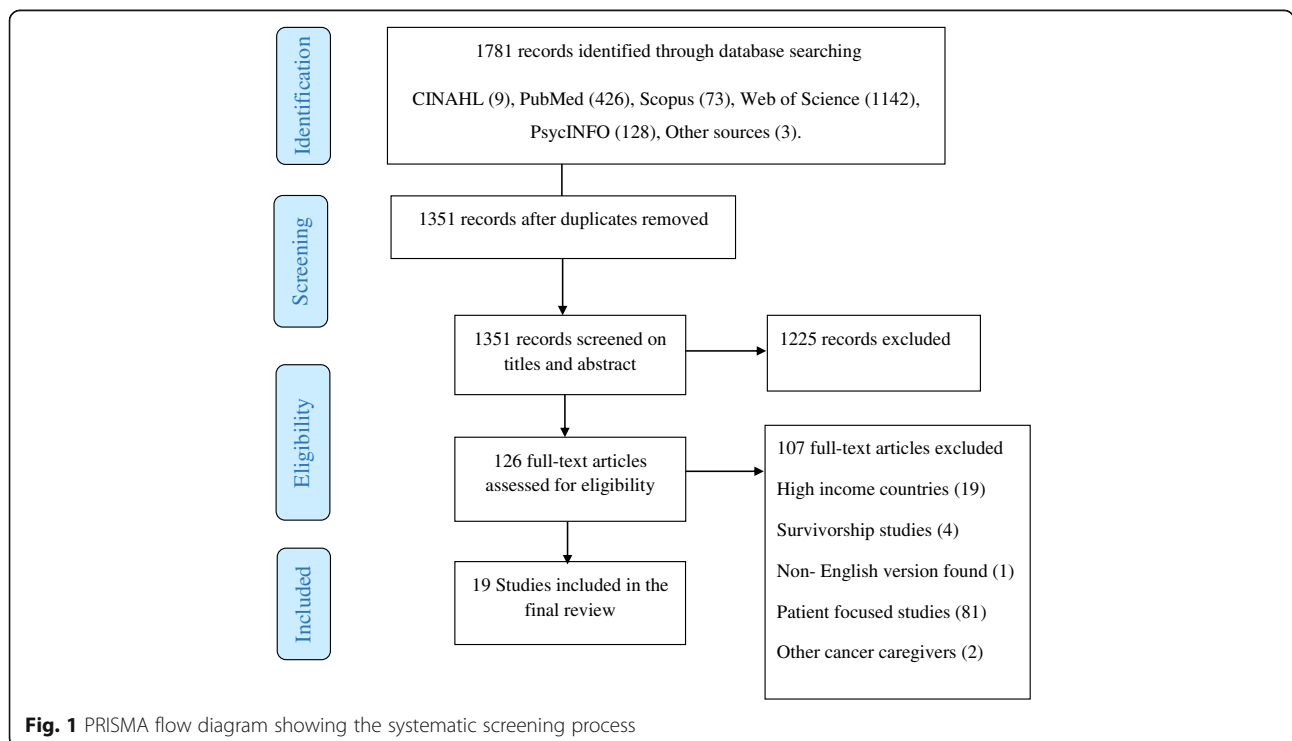 Identification
1781 records identified through database searching
CINAHL (9), PubMed (426), Scopus (73), Web of Science (1142),
PsycINFO (128), Other sources (3).
Screening
1351 records after duplicates removed
1351 records screened on
titles and abstract
1225 records excluded
Eligibility
126 full-text articles
assessed for eligibility
107 full-text articles excluded
High income countries (19)
Survivorship studies (4)
Non- English version found (1)
Patient focused studies (81)
Other cancer caregivers (2)
Included
19 Studies included in the
final review
Fig. 1 PRISMA flow diagram showing the systematic screening process